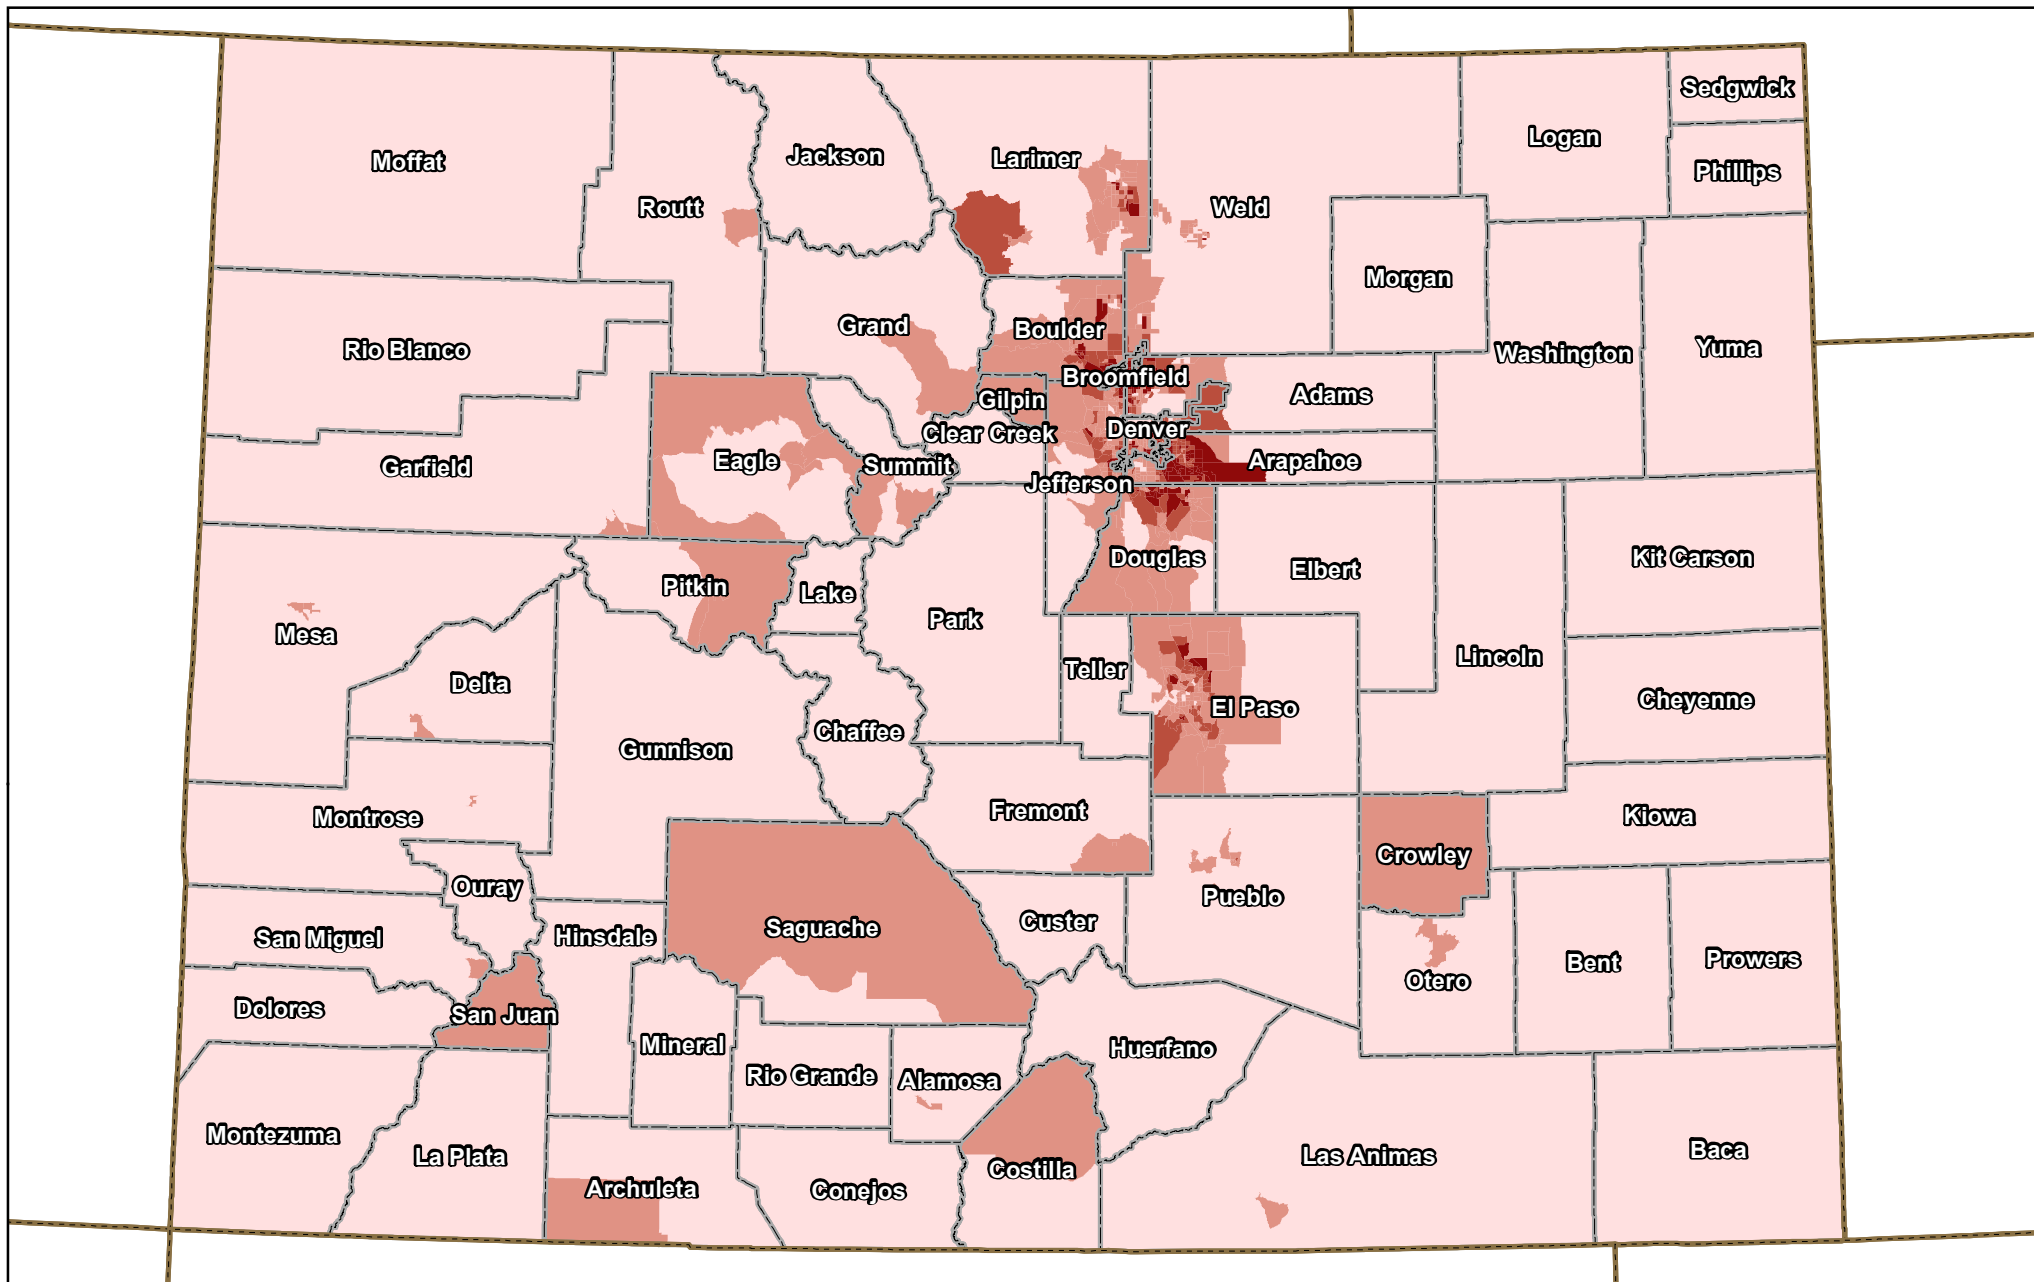 Sedgwick
Logan
Moffat
Jackson
Larimer
Phillips
Routt
Weld
Morgan
Grand
Boulder
Rio Blanco
Washington
Yuma
Broomfield
Adams
Gilpin
Denver
Clear Creek
Eagle
Summit
Arapahoe
Garfield
Jefferson
Douglas
Elbert
Kit Carson
Pitkin
Lake
Park
Mesa
Lincoln
Teller
Delta
Cheyenne
El Paso
Chaffee
Gunnison
Fremont
Montrose
Kiowa
Crowley
Ouray
Pueblo
Custer
Saguache
San Miguel
Hinsdale
Bent
Prowers
Otero
Dolores
San Juan
Mineral
Huerfano
Rio Grande
Alamosa
Montezuma
La Plata
Las Animas
Baca
Costilla
Archuleta
Conejos